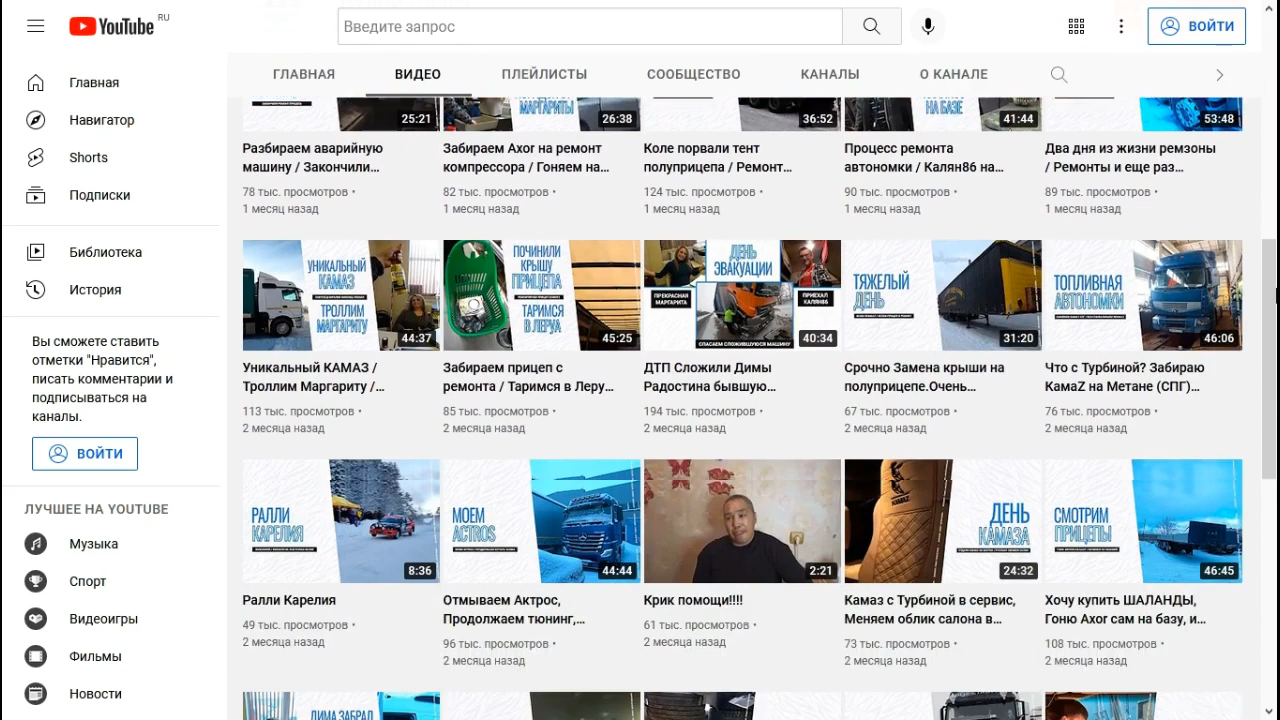 YouTube RU
Введите запрос
ВОЙТИ
ГЛАВНАЯ
ВИДЕО
ПЛЕЙЛИСТЫ
СООБЩЕСТВО
КАНАЛЫ
О КАНАЛЕ
Главная
Навигатор
Shorts
Подписки
Библиотека
История
Вы сможете ставить
отметки "Нравится",
писать комментарии и
подписываться на
каналы.
ВОЙТИ
ЛУЧШЕЕ НА YOUTUBE
Музыка
Спорт
Видеоигры
Фильмы
Новости
25:21
Разбираем аварийную
машину / Закончили...
78 тыс. просмотров •
1 месяц назад
МАРГАРИТЫ
26:38
Забираем Ахог на ремонт
компрессора / Гоняем на...
82 тыс. просмотров •
1 месяц назад
36:52
Коле порвали тент
полуприцепа / Ремонт...
124 тыс. просмотров •
1 месяц назад
НА БАЗЕ
41:44
Процесс ремонта
автономки / Калян86 на...
90 тыс. просмотров •
1 месяц назад
53:48
Два дня из жизни ремзоны
/ Ремонты и еще раз...
89 тыс. просмотров •
1 месяц назад
УНИКАЛЬНЫЙ
КАМАЗ
ТРОЛЛИМ
МАРГАРИТУ
44:37
Уникальный КАМАЗ /
Троллим Маргариту /...
113 тыс. просмотров •
2 месяца назад
ПОЧИНИЛИ
КРЫШУ
ПРИЦЕПА
ТАРИМСЯ
В ЛЕРУА
45:25
Забираем прицеп с
ремонта / Таримся в Леру...
85 тыс. просмотров •
2 месяца назад
ДЕНЬ
ЭВАКУАЦИИ
ПРЕКРАСНАЯ
МАРГАРИТА
ПРИЕХАЛ
КАЛЯН86
СПАСАЕМ СЛОЖИВШУЮСЯ МАШИНУ
40:34
ДТП Сложили Димы
Радостина бывшую...
194 тыс. просмотров •
2 месяца назад
ТЯЖЕЛЫЙ
ДЕНЬ
31:20
Срочно Замена крыши на
полуприцепе.Очень...
67 тыс. просмотров •
2 месяца назад
ТОПЛИВНАЯ
АВТОНОМКИ
46:06
Что с Турбиной? Забираю
КамаZ на Метане (СПГ)...
76 тыс. просмотров •
2 месяца назад
РАЛЛИ
КАРЕЛИЯ
8:36
Ралли Карелия
49 тыс. просмотров •
2 месяца назад
МОЕМ
ACTROS
44:44
Отмываем Актрос,
Продолжаем тюнинг,...
96 тыс. просмотров •
2 месяца назад
2:21
Крик помощи!!!!
61 тыс. просмотров •
2 месяца назад
ДЕНЬ
КАМАЗА
24:32
Камаз с Турбиной в сервис,
Меняем облик салона в...
73 тыс. просмотров •
2 месяца назад
СМОТРИМ
ПРИЦЕПЫ
46:45
Хочу купить ШАЛАНДЫ,
Гоню Ахог сам на базу, и...
108 тыс. просмотров •
2 месяца назад
ДИМА ЗАБРАЛ